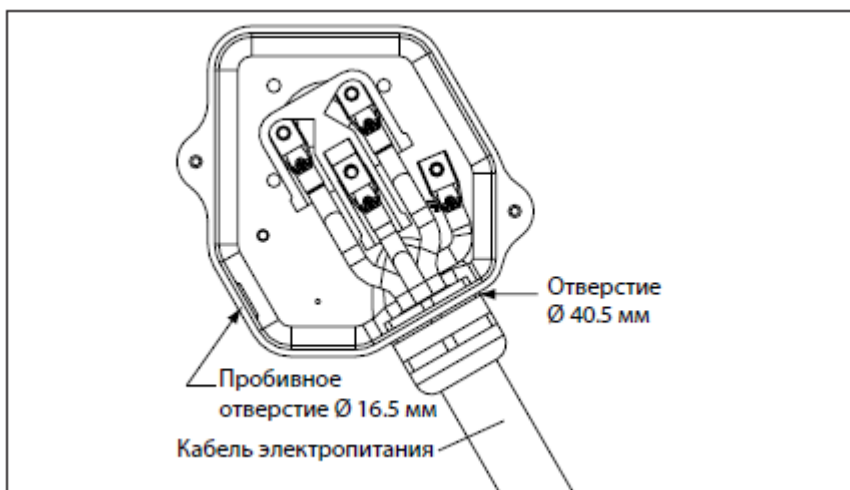 Отверстие
Ø 40.5 мм
Пробивное
отверстие Ø 16.5 мм
Кабель электропитания